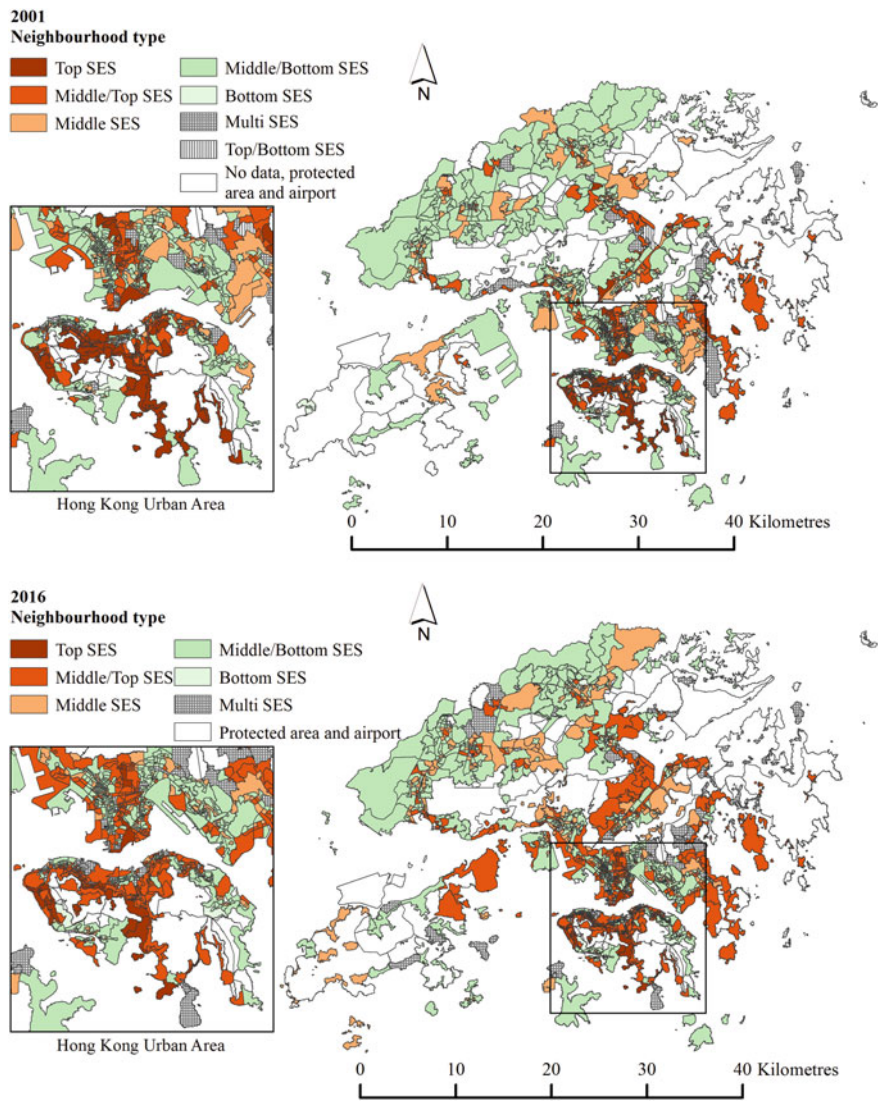 2001
Neighbourhood type
Top SES
Middle/Top SES
Middle SES
Middle/Bottom SES
Bottom SES
Multi SES
Top/Bottom SES
No data, protected
area and airport
N
Hong Kong Urban Area
0 10 20 30 40 Kilometres
2016
Neighbourhood type
Top SES
Middle/Top SES
Middle SES
Middle/Bottom SES
Bottom SES
Multi SES
Protected area and airport
N
Hong Kong Urban Area
0 10 20 30 40 Kilometres